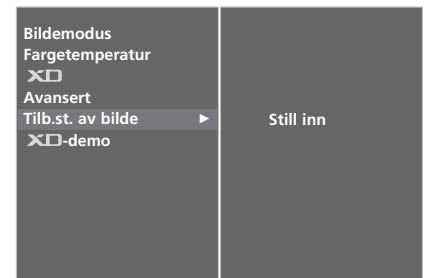 Bildemodus
Fargetemperatur
XD
Avansert
Tilb.st. av bilde ►
Still inn
XD-demo